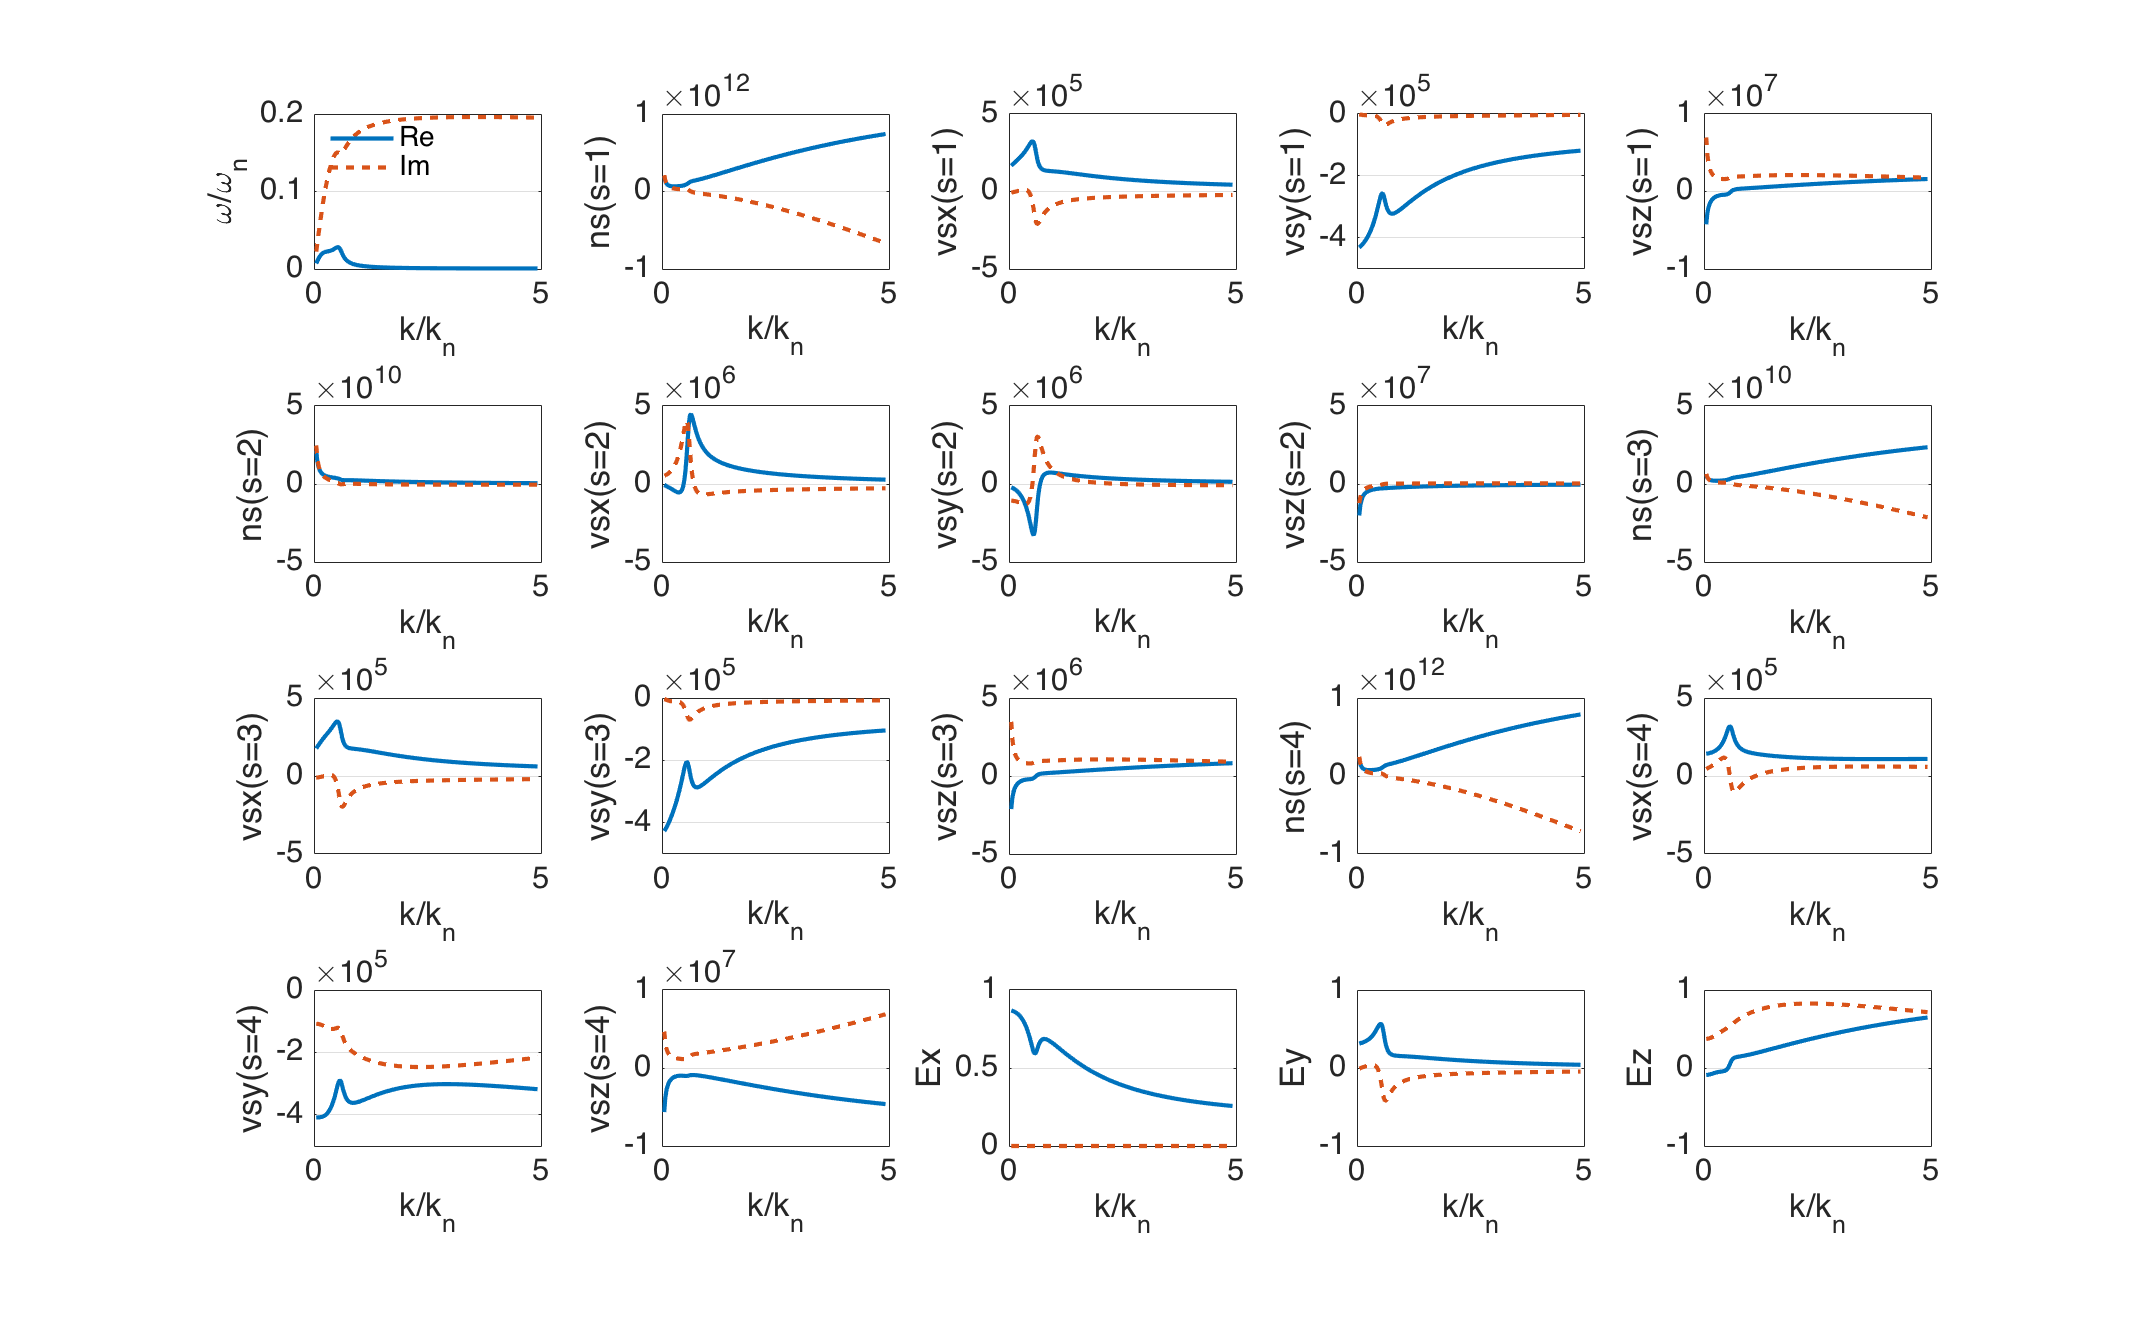 ×10^12 ×10^5 ×10^5 ×10^7
0.2 1 5 0 1
Re
Im
ω/ω_n 0.1 ns(s=1) 0 vsx(s=1) 0 vsy(s=1) -2 vsz(s=1) 0
-4
0 -1 -5 -1
0 5 0 5 0 5 0 5 0 5
k/k_n k/k_n k/k_n k/k_n k/k_n
×10^10 ×10^6 ×10^6 ×10^7 ×10^10
5 5 5 5 5
ns(s=2) 0 vsx(s=2) 0 vsy(s=2) 0 vsz(s=2) 0 ns(s=3) 0
-5 -5 -5 -5 -5
0 5 0 5 0 5 0 5 0 5
k/k_n k/k_n k/k_n k/k_n k/k_n
×10^5 ×10^5 ×10^6 ×10^12 ×10^5
5 0 5 1 5
vsx(s=3) 0 vsy(s=3) -2 vsz(s=3) 0 ns(s=4) 0 vsx(s=4) 0
-4
-5 -5 -1 -5
0 5 0 5 0 5 0 5 0 5
k/k_n k/k_n k/k_n k/k_n k/k_n
×10^5 ×10^7
0 1 1 1 1
vsy(s=4) -2 vsz(s=4) 0 Ex 0.5 Ey 0 Ez 0
-4
-1 0 -1 -1
0 5 0 5 0 5 0 5 0 5
k/k_n k/k_n k/k_n k/k_n k/k_n